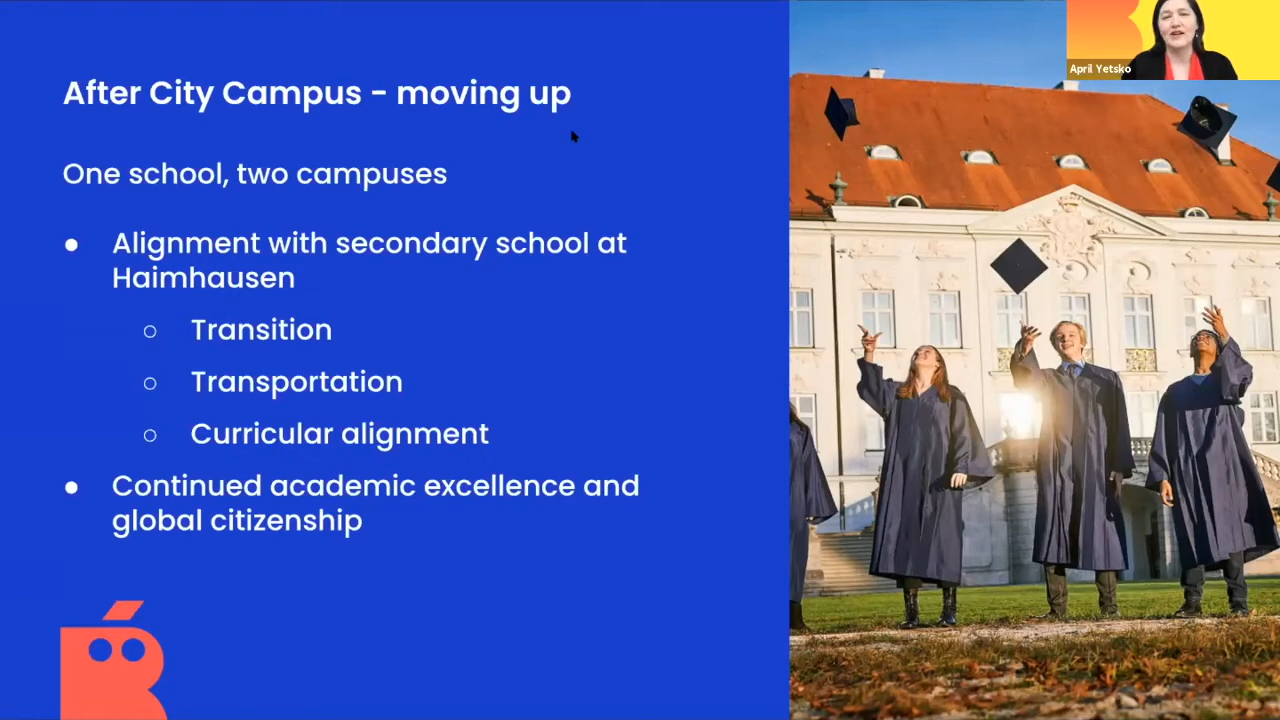 After City Campus - moving up
One school, two campuses
● Alignment with secondary school at
Haimhausen
○ Transition
○ Transportation
○ Curricular alignment
● Continued academic excellence and
global citizenship
April Yetsko